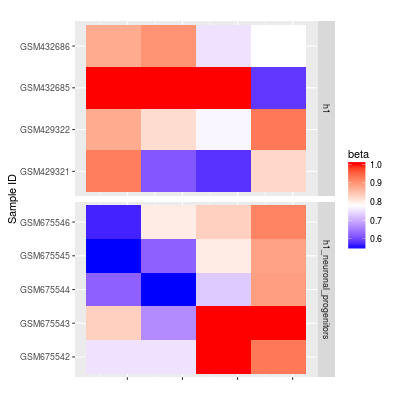 GSM432686
GSM432685
GSM429322
GSM429321
h1
GSM675546
GSM675545
GSM675544
GSM675543
GSM675542
h1_neuronal_progenitors
Sample ID
beta
1.0
0.9
0.8
0.7
0.6